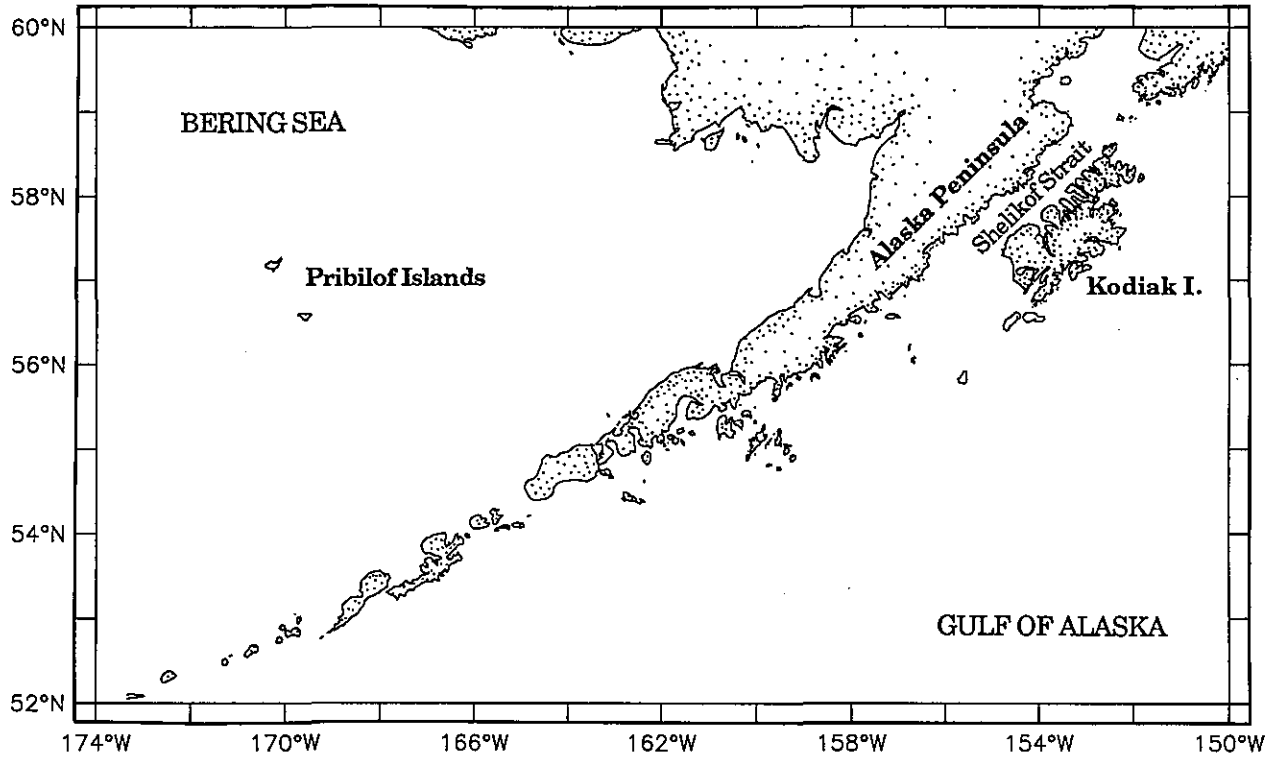 60°N
BERING SEA
Alaska Peninsula
Shelikof Strait
58°N
Pribilof Islands
Kodiak I.
56°N
54°N
GULF OF ALASKA
52°N
174°W 170°W 166°W 162°W 158°W 154°W 150°W